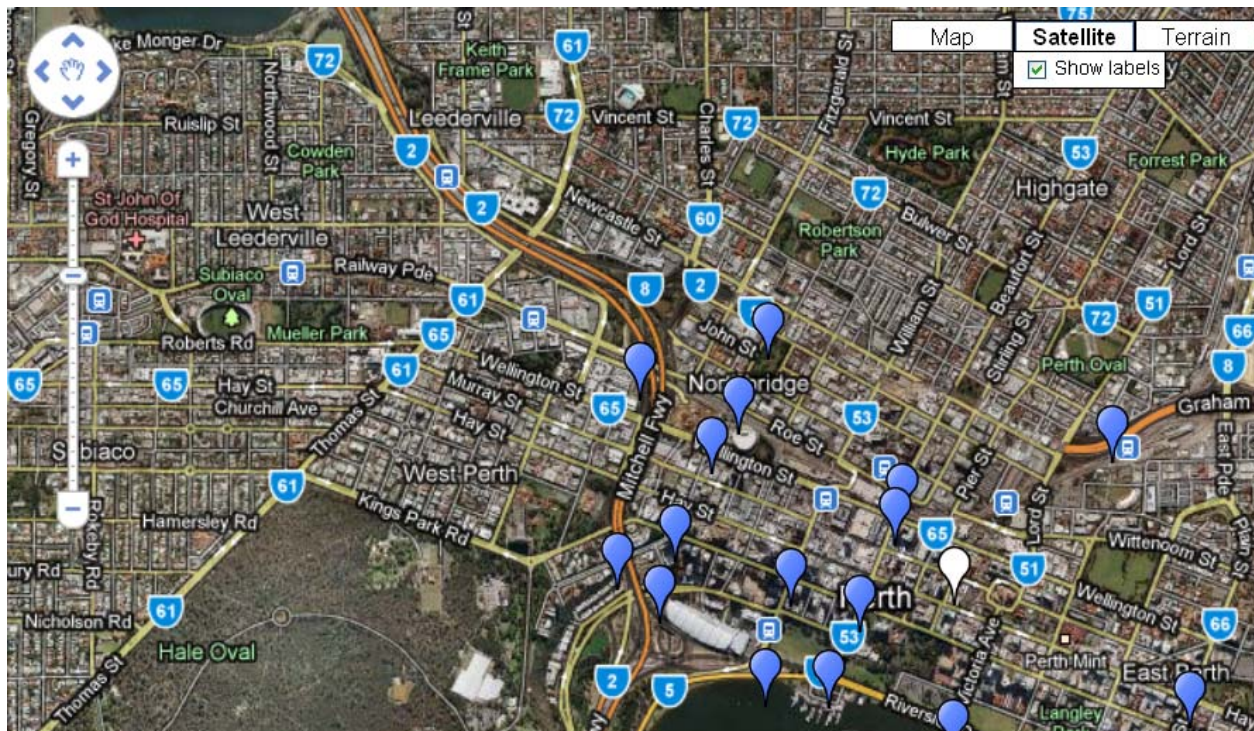 75
Map
Satellite
Terrain
Show labels
ke Monger Dr
72
61
Keith
Frame Park
Leederville
72
Vincent St
Charles St
72
Fitzgerald St
Vincent St
Hyde Park
53
Forrest Park
Highgate
Gregory St
Ruislip St
Northwood St
Cowden
Park
2
2
St John Of
God Hospital
West
Leederville
Newcastle St
60
72
Robertson
Park
Bulwer St
Beaufort St
Lord St
Railway Pde
Subiaco
Oval
Mueller Park
61
8
2
William St
Stirling St
72
51
66
Roberts Rd
65
John St
Perth Oval
8
65
65
Hay St
Churchill Ave
61
Wellington St
Murray St
Hay St
65
Mitchell Fwy
Roe St
53
Graham
East Pde
Subiaco
Thomas St
West Perth
llington St
Pier St
61
Kings Park Rd
Hay St
Lord St
Plain St
Rokeby Rd
Hamersley Rd
65
Wittenoom St
ury Rd
51
Nicholson Rd
61
Perth
Wellington St
66
Hale Oval
53
Victoria Ave
Perth Mint
East Perth
Thomas St
2
5
Riversi
Langley
Hay